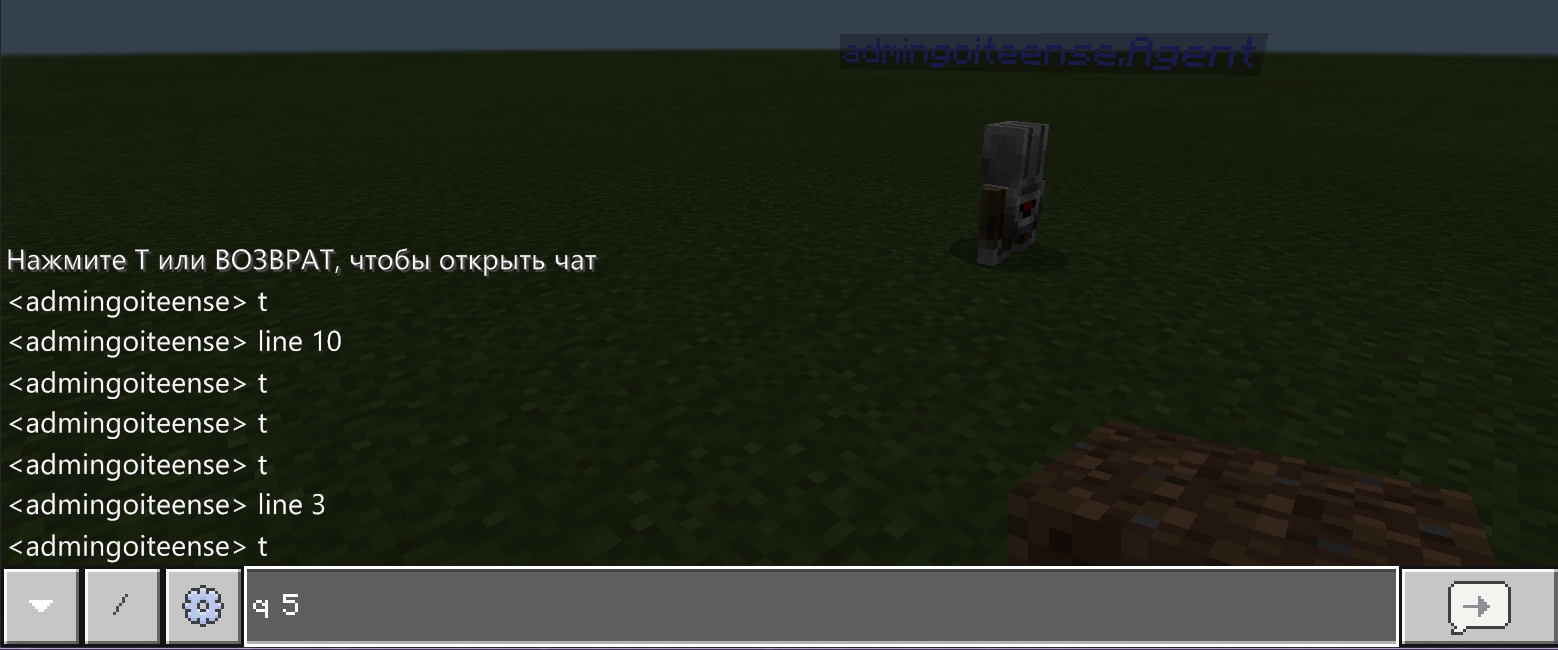 admingoiteense.Agent
Нажмите T или ВОЗВРАТ, чтобы открыть чат
<admingoiteense> t
<admingoiteense> line 10
<admingoiteense> t
<admingoiteense> t
<admingoiteense> t
<admingoiteense> line 3
<admingoiteense> t
/ q 5